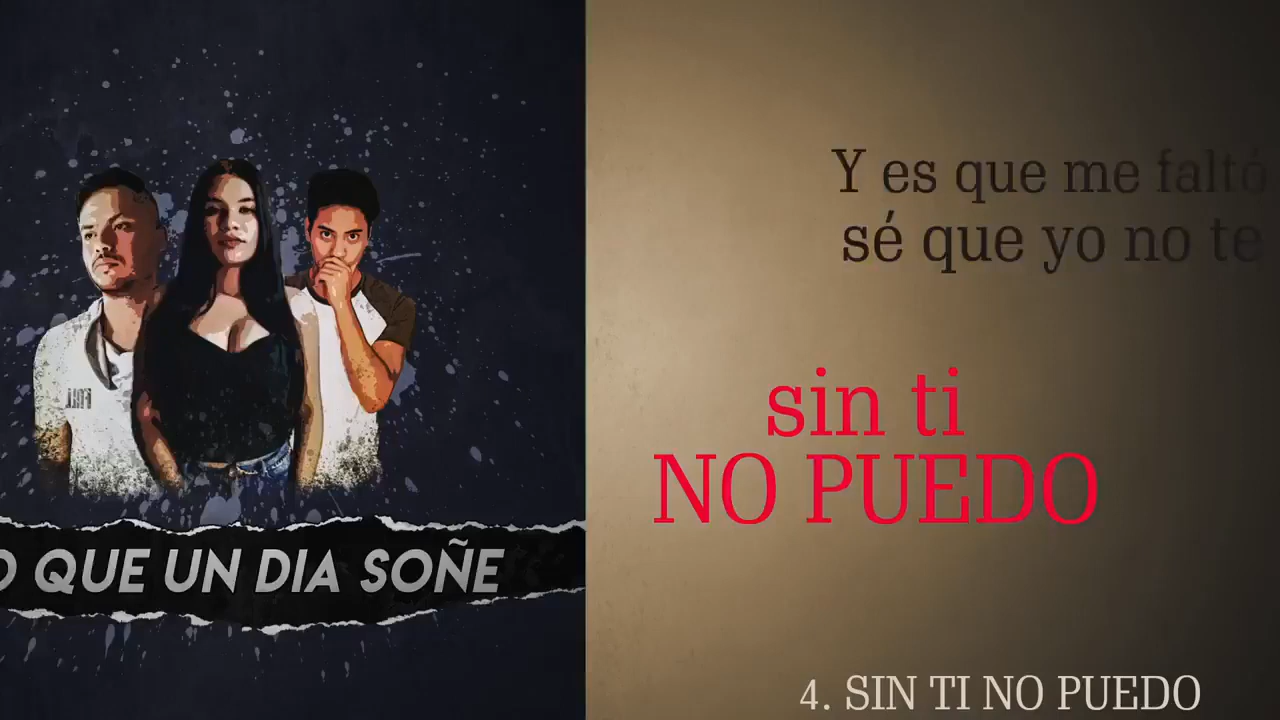 O QUE UN DIA SOÑE
Y es que me faltó
sé que yo no te
sin ti
NO PUEDO
4. SIN TI NO PUEDO